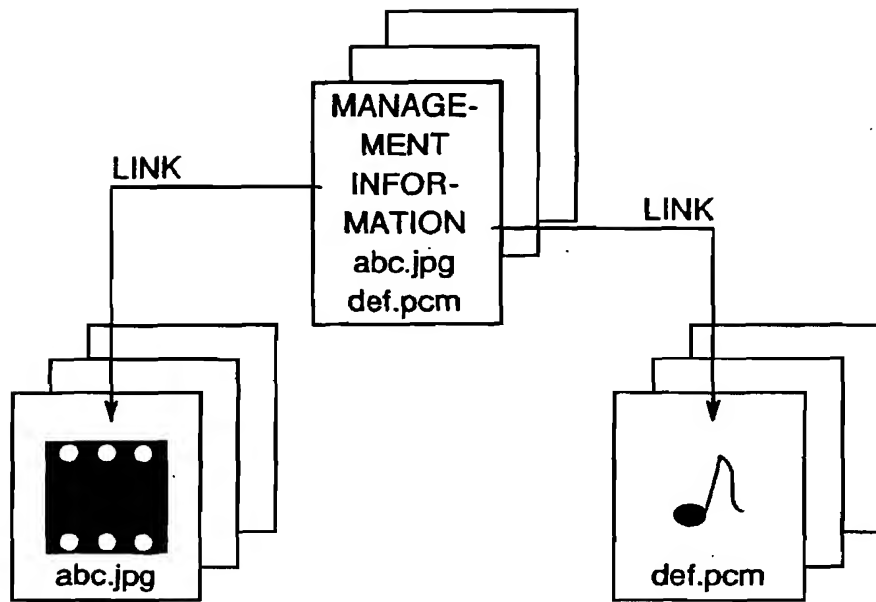 MANAGE-
MENT
INFOR-
MATION
abc.jpg
def.pcm
LINK
LINK
abc.jpg
def.pcm